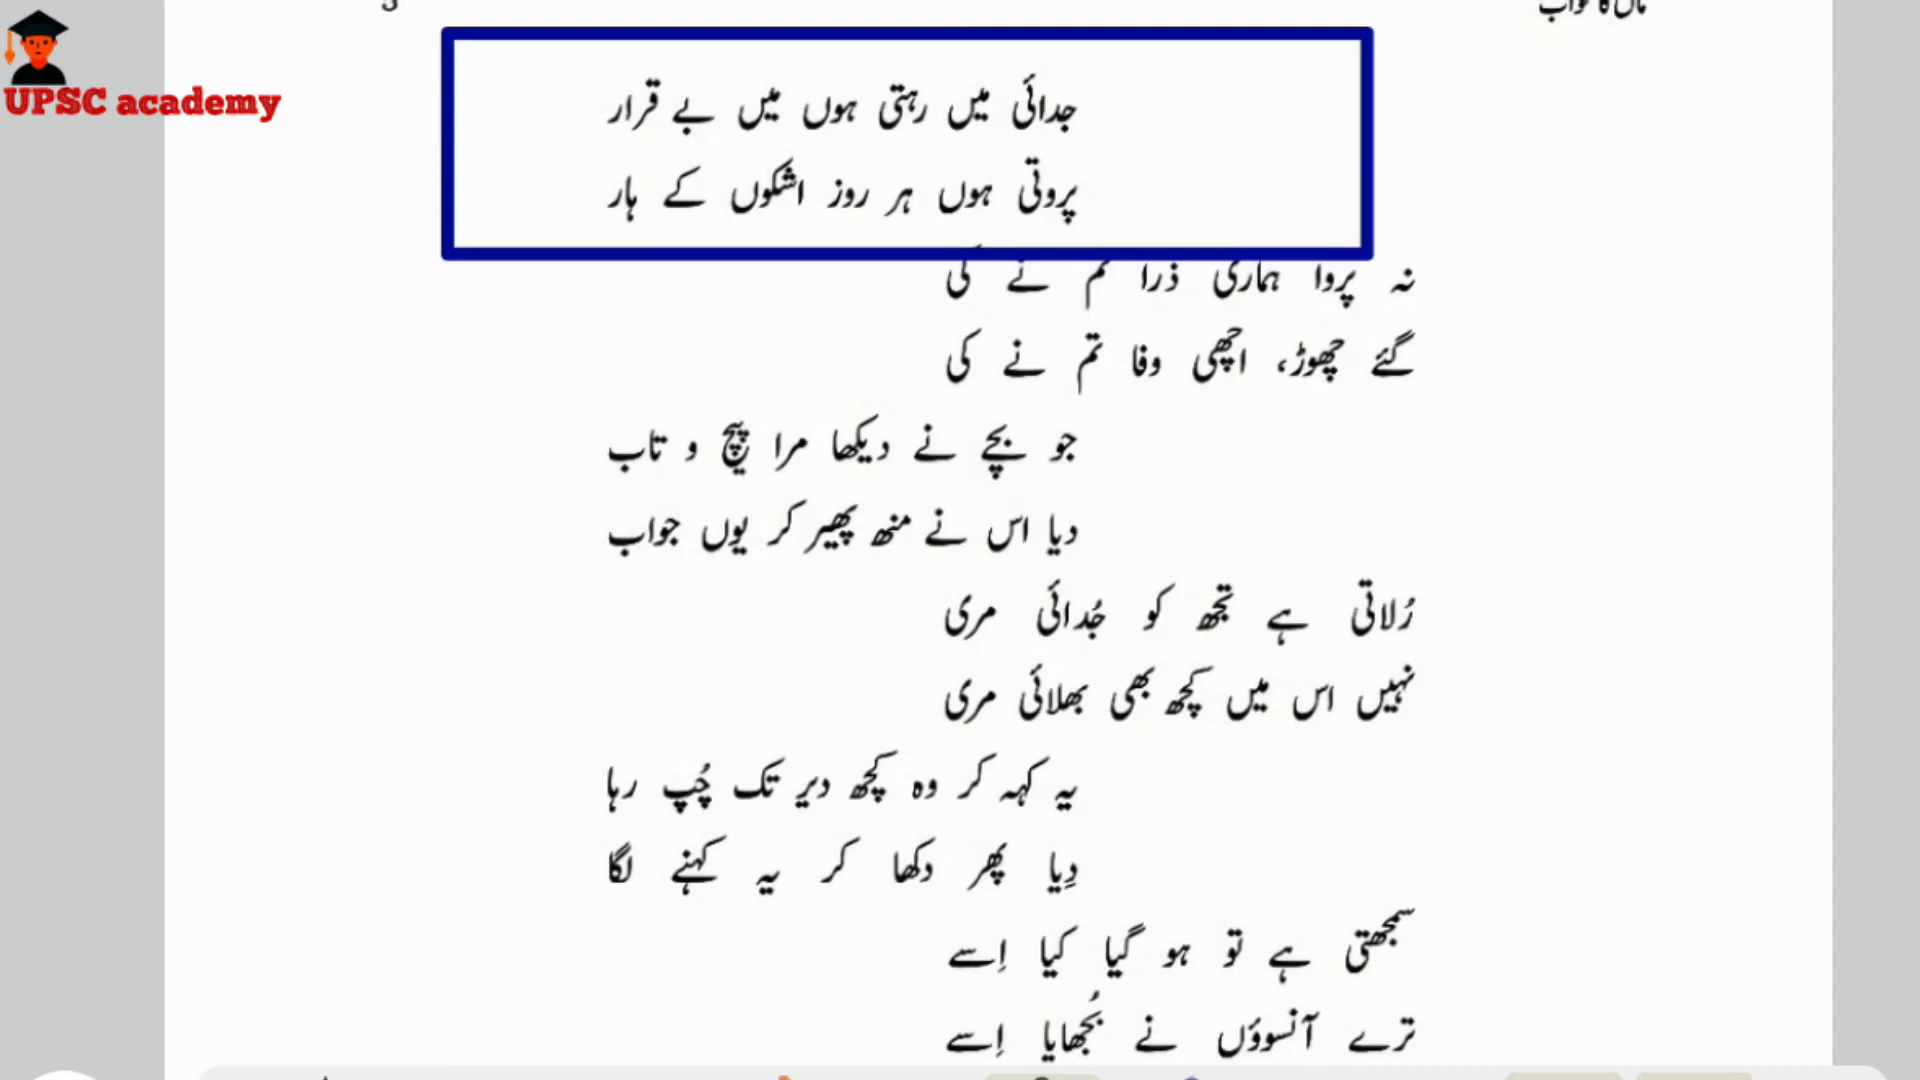 ماں کا خواب
UPSC academy
جدائی میں رہتی ہوں میں بے قرار
پروتی ہوں ہر روز اشکوں کے ہار
نہ پروا ہماری ذرا تم نے کی
گئے چھوڑ، اچھی وفا تم نے کی
جو بچے نے دیکھا مرا پیچ و تاب
دیا اس نے منھ پھیر کر یوں جواب
رُلاتی ہے تجھ کو جُدائی مری
نہیں اس میں کچھ بھی بھلائی مری
یہ کہہ کر وہ کچھ دیر تک چُپ رہا
دِیا پھر دکھا کر یہ کہنے لگا
سمجھتی ہے تو ہو گیا کیا اِسے
ترے آنسوؤں نے بُجھایا اِسے